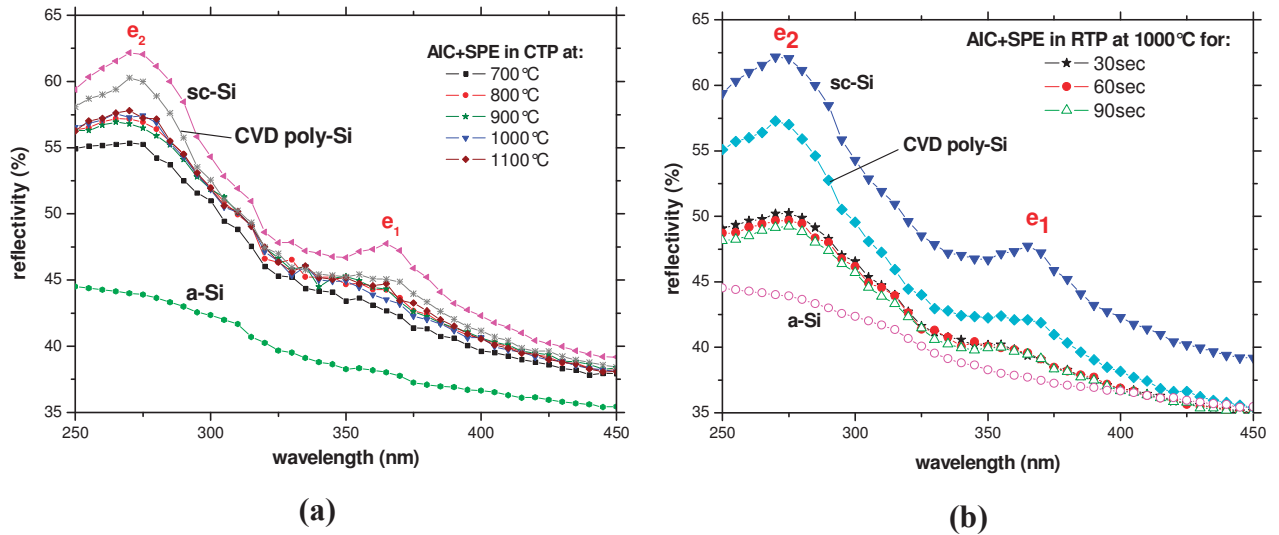 85
60
55
50
45
40
35
reflectivity (%)
250
300
350
400
450
wavelength (nm)
e2
e1
sc-Si
CVD poly-Si
a-Si
AIC+SPE in CTP at:
700°C
800°C
900°C
1000°C
1100°C
(a)
65
60
55
50
45
40
35
reflectivity (%)
250
300
350
400
450
wavelength (nm)
e2
e1
sc-Si
CVD poly-Si
a-Si
AIC+SPE in RTP at 1000°C for:
30sec
60sec
90sec
(b)